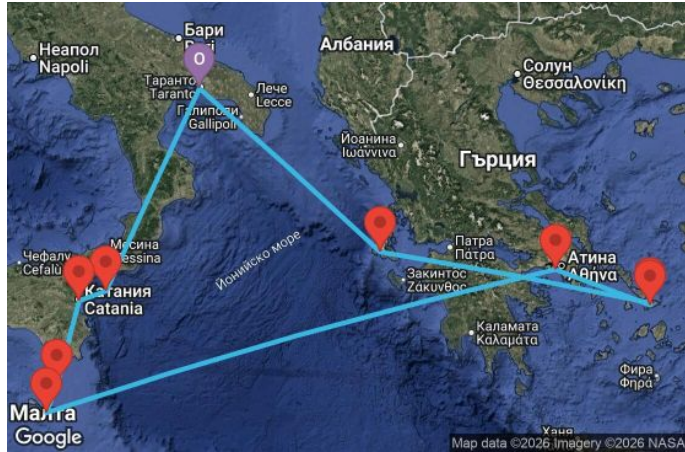 Бари
Bari
Неапол
Napoli
Албания
Солун
Θεσσαλονίκη
O
Таранто
Taranto
Лече
Lecce
Галиполи
Gallipoli
Йоанина
Ιωάννινα
Гърция
Патра
Πάτρα
Атина
Αθήνα
Закинтос
Ζάκυνθος
Йонийско море
Месина
Messina
Чефалу
Cefalù
Катания
Catania
Каламата
Καλαμάτα
Фира
Φηρά
Малта
Google
Ханя
Map data ©2026 Imagery ©2026 NASA